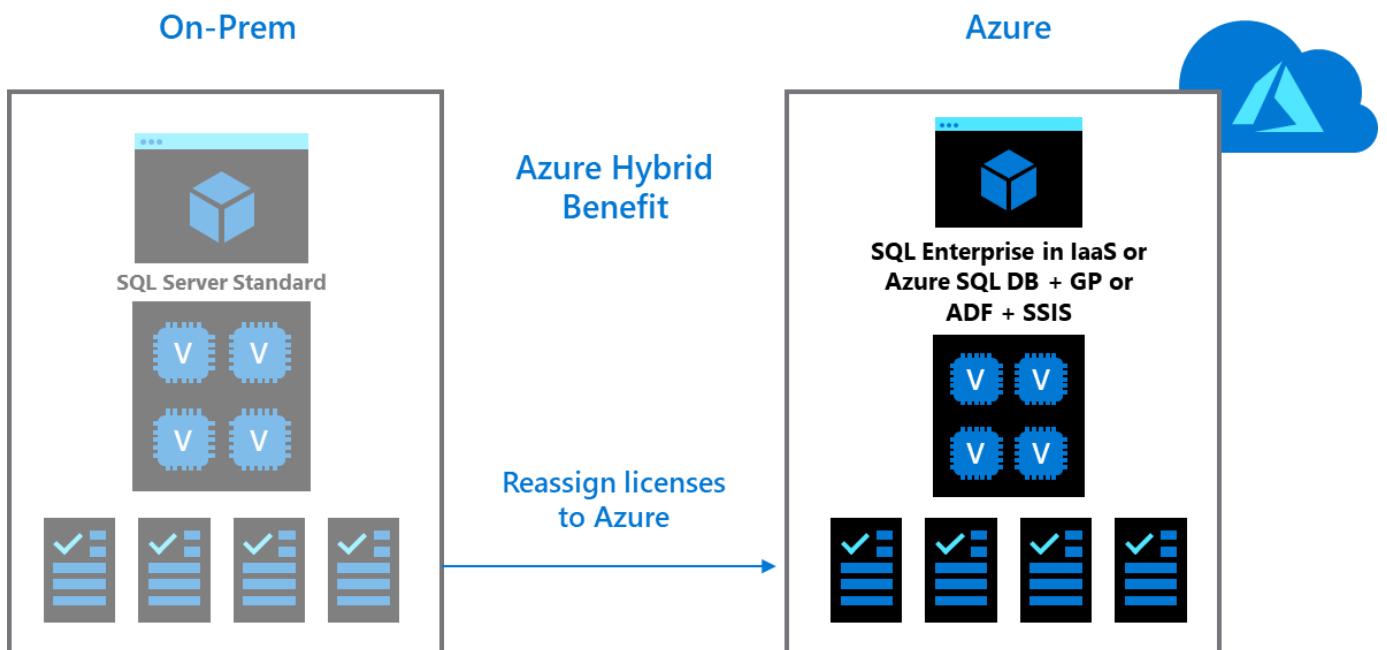 On-Prem
Azure
Azure Hybrid
Benefit
SQL Server Standard
V V
V V
SQL Enterprise in IaaS or
Azure SQL DB + GP or
ADF + SSIS
V V
V V
Reassign licenses
to Azure